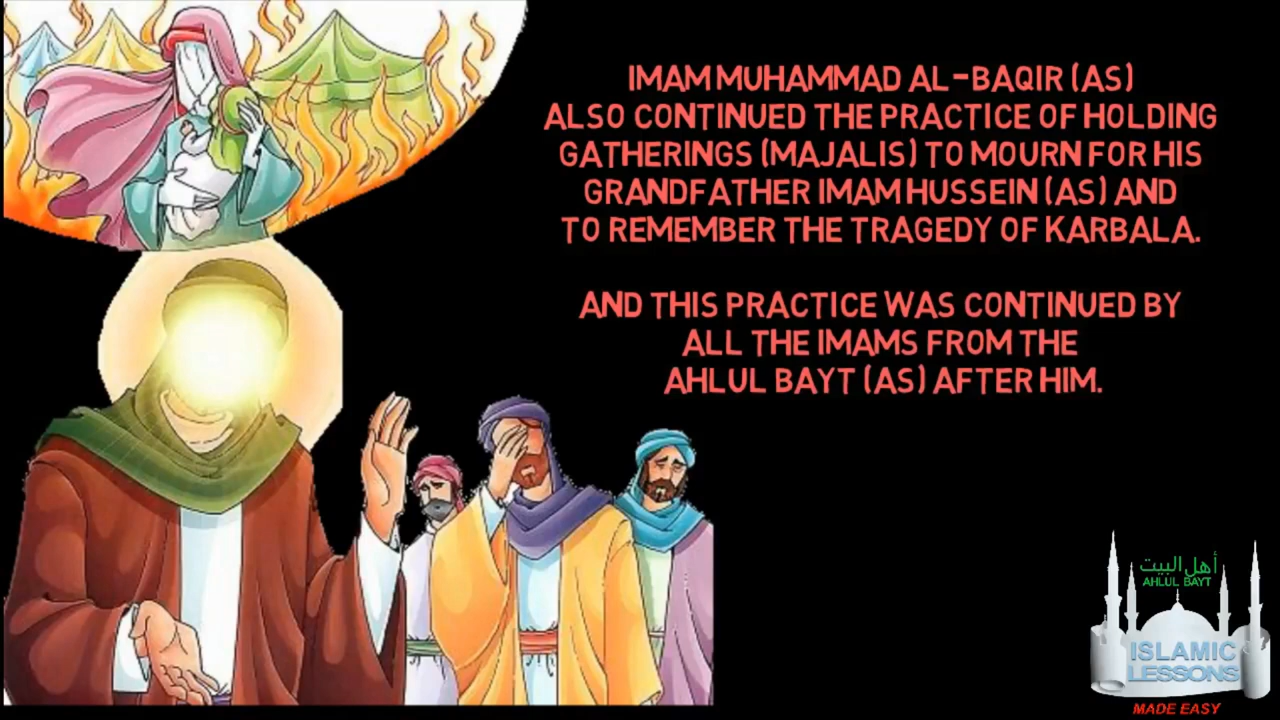 IMAM MUHAMMAD AL-BAQIR (AS)
ALSO CONTINUED THE PRACTICE OF HOLDING
GATHERINGS (MAJALIS) TO MOURN FOR HIS
GRANDFATHER IMAM HUSSEIN (AS) AND
TO REMEMBER THE TRAGEDY OF KARBALA.
AND THIS PRACTICE WAS CONTINUED BY
ALL THE IMAMS FROM THE
AHLUL BAYT (AS) AFTER HIM.
أهل البيت
AHLUL BAYT
ISLAMIC
LESSONS
MADE EASY